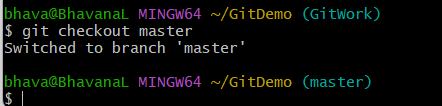 bhava@BhavanaL MINGW64 ~/GitDemo (GitWork)
$ git checkout master
Switched to branch 'master'
bhava@BhavanaL MINGW64 ~/GitDemo (master)
$